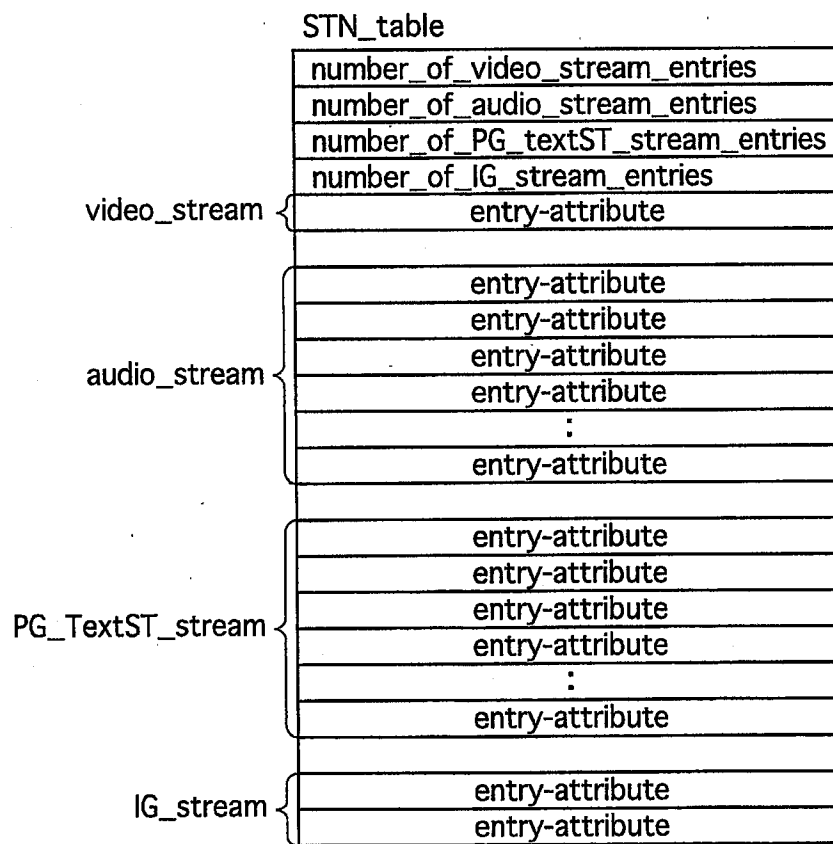 STN_table
number_of_video_stream_entries
number_of_audio_stream_entries
number_of_PG_textST_stream_entries
number_of_IG_stream_entries
video_stream entry-attribute
entry-attribute
entry-attribute
entry-attribute
audio_stream entry-attribute
:
entry-attribute
entry-attribute
entry-attribute
entry-attribute
PG_TextST_stream entry-attribute
:
entry-attribute
IG_stream entry-attribute
entry-attribute